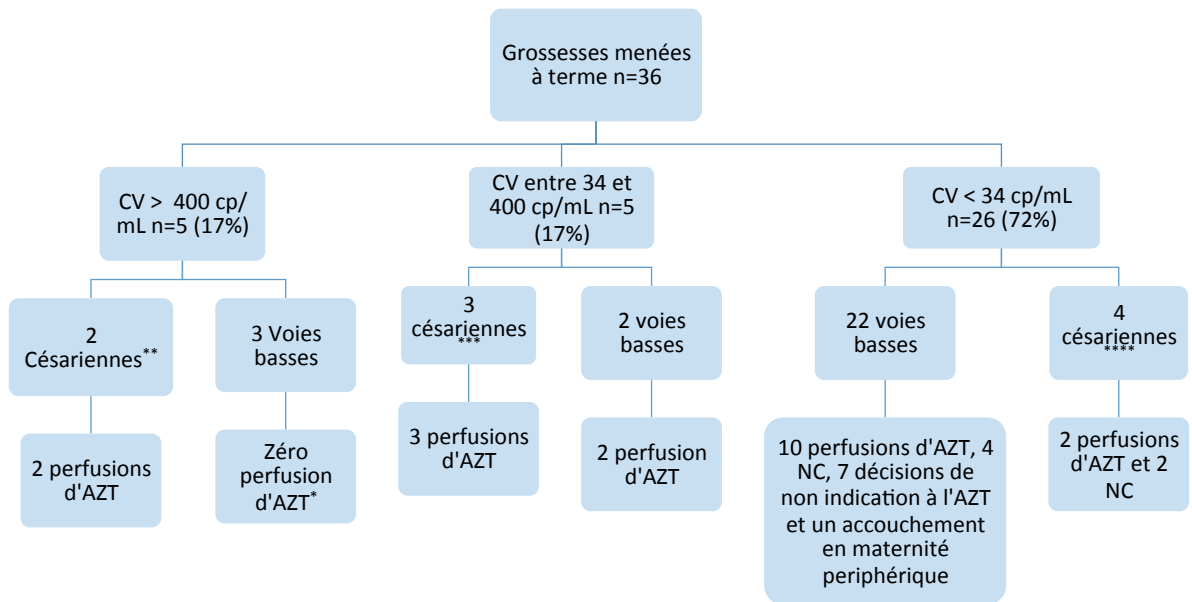 Grossesses menées
à terme n=36
CV > 400 cp/
mL n=5 (17%)
CV entre 34 et
400 cp/mL n=5
(17%)
CV < 34 cp/mL
n=26 (72%)
2
Césariennes**
3 Voies
basses
3
césariennes
***
2 voies
basses
22 voies
basses
4
césariennes
****
2 perfusions
d'AZT
Zéro
perfusion
d'AZT*
3 perfusions
d'AZT
2 perfusion
d'AZT
10 perfusions d'AZT, 4
NC, 7 décisions de
non indication à l'AZT
et un accouchement
en maternité
periphérique
2 perfusions
d'AZT et 2
NC